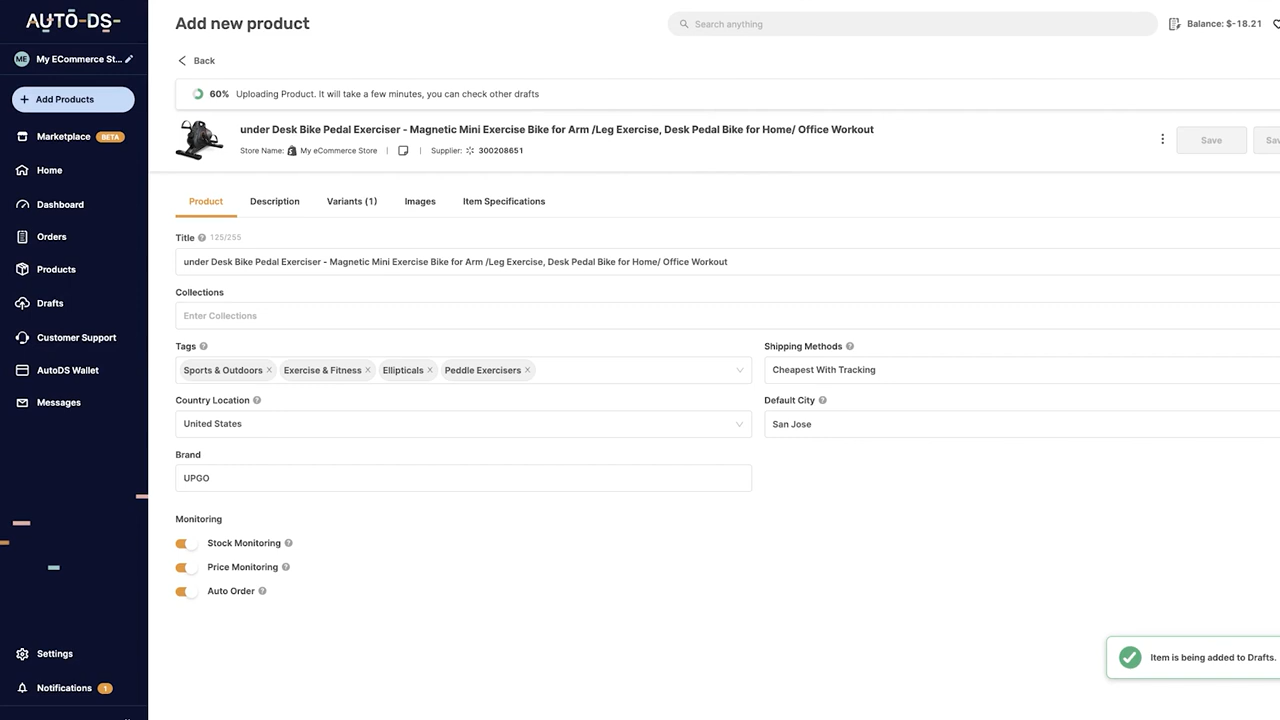 AUTO-DS-
Add new product
Search anything
Balance: $-18.21
ME My ECommerce St...
Back
Add Products
60% Uploading Product. It will take a few minutes, you can check other drafts
under Desk Bike Pedal Exerciser - Magnetic Mini Exercise Bike for Arm /Leg Exercise, Desk Pedal Bike for Home/ Office Workout
Marketplace BETA
Save
Sav
Store Name: My eCommerce Store | | Supplier: 300208651
Home
Dashboard
Product Description Variants (1) Images Item Specifications
Orders
Title 125/255
under Desk Bike Pedal Exerciser - Magnetic Mini Exercise Bike for Arm /Leg Exercise, Desk Pedal Bike for Home/ Office Workout
Products
Collections
Drafts
Enter Collections
Customer Support
Tags
Shipping Methods
AutoDS Wallet
Sports & Outdoors × Exercise & Fitness × Ellipticals × Peddle Exercisers ×
Cheapest With Tracking
Messages
Country Location
Default City
United States
San Jose
Brand
UPGO
Monitoring
Stock Monitoring
Price Monitoring
Auto Order
Settings
Item is being added to Drafts.
Notifications 1